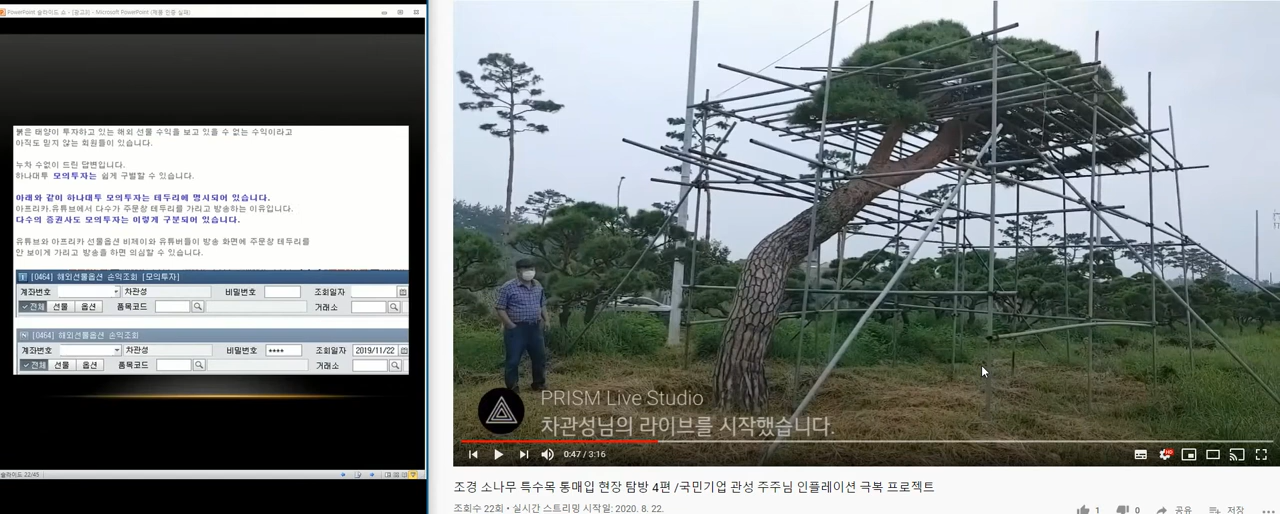 PowerPoint 슬라이드 쇼 - [광고8] - Microsoft PowerPoint (제품 인증 실패)
붉은 태양이 투자하고 있는 해외 선물 수익을 보고 있을 수 없는 수익이라고
아직도 믿지 않는 회원들이 있습니다.
누차 수없이 드린 답변입니다.
하나대투 모의투자는 쉽게 구별할 수 있습니다.
아래와 같이 하나대투 모의투자는 테두리에 명시되어 있습니다.
아프리카.유튜브에서 다수가 주문창 테두리를 가리고 방송하는 이유입니다.
다수의 증권사도 모의투자는 이렇게 구분되어 있습니다.
유튜브와 아프리카 선물옵션 비제이와 유튜버들이 방송 화면에 주문창 테두리를
안 보이게 가리고 방송을 하면 의심할 수 있습니다.
[0464] 해외선물옵션 손익조회 [모의투자]
계좌번호 차관성 비밀번호 조회일자
전체 선물 옵션 품목코드 거래소
[0464] 해외선물옵션 손익조회
계좌번호 차관성 비밀번호 **** 조회일자 2019/11/22
전체 선물 옵션 품목코드 거래소
슬라이드 22/45
PRISM Live Studio
차관성님의 라이브를 시작했습니다.
0:47 / 3:16
HD
조경 소나무 특수목 통매입 현장 탐방 4편 /국민기업 관성 주주님 인플레이션 극복 프로젝트
조회수 22회 • 실시간 스트리밍 시작일: 2020. 8. 22.
1 0 공유 저장